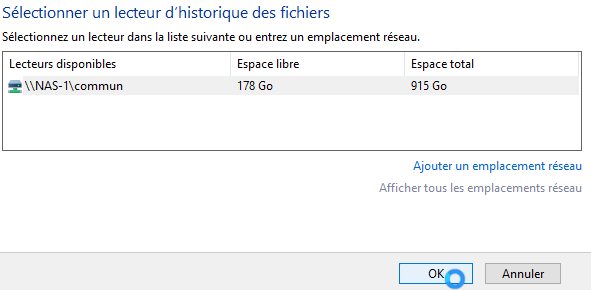 Sélectionner un lecteur d´historique des fichiers
Sélectionnez un lecteur dans la liste suivante ou entrez un emplacement réseau.
Lecteurs disponibles Espace libre Espace total
\\NAS-1\commun 178 Go 915 Go
Ajouter un emplacement réseau
Afficher tous les emplacements réseau
OK Annuler